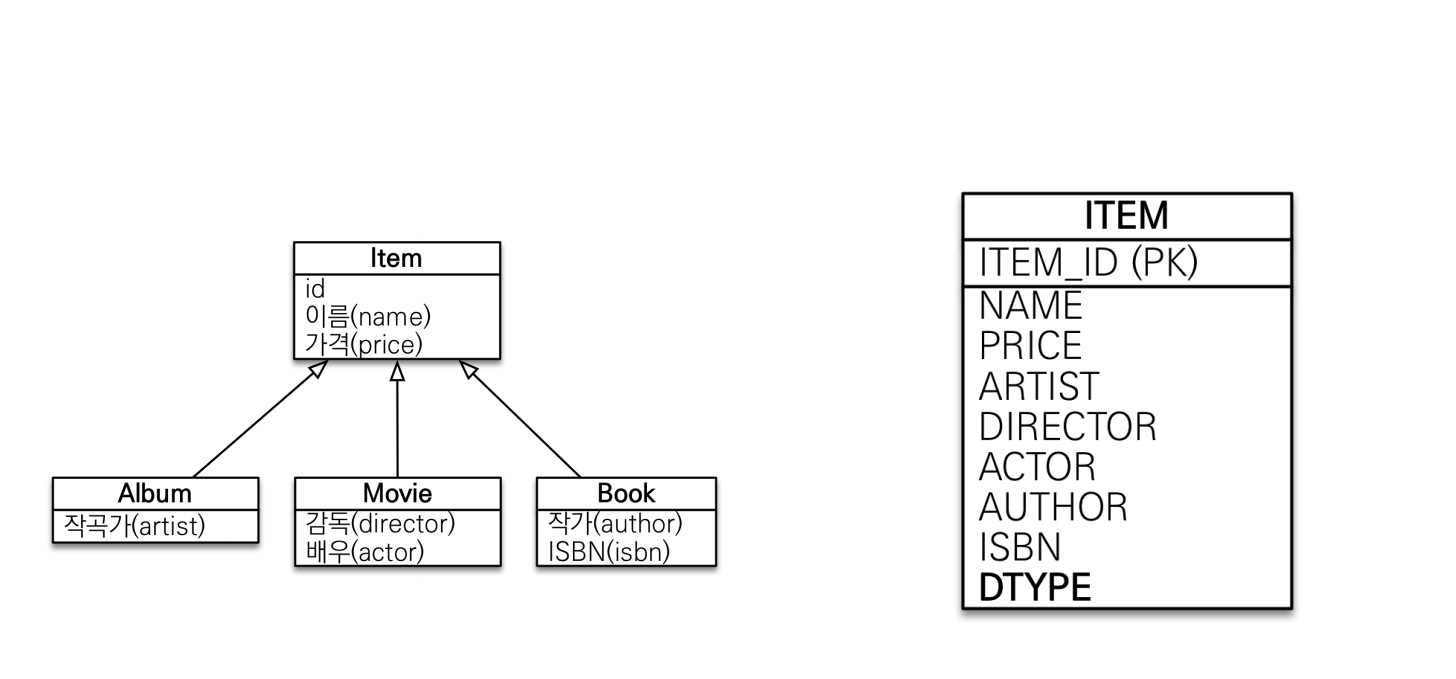 Item
id
이름(name)
가격(price)
Album
작곡가(artist)
Movie
감독(director)
배우(actor)
Book
작가(author)
ISBN(isbn)
ITEM
ITEM_ID (PK)
NAME
PRICE
ARTIST
DIRECTOR
ACTOR
AUTHOR
ISBN
DTYPE